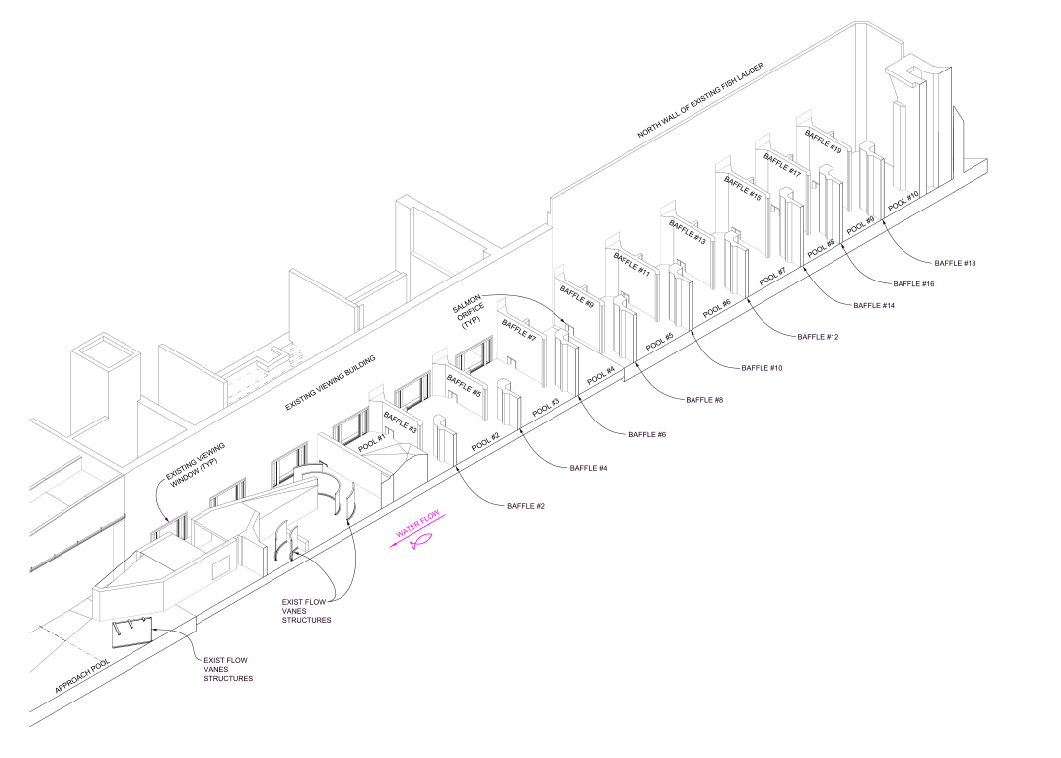 NORTH WALL OF EXISTING FISH LADDER
BAFFLE #19
BAFFLE #17
BAFFLE #15
BAFFLE #13
BAFFLE #11
BAFFLE #9
BAFFLE #7
BAFFLE #5
BAFFLE #3
POOL #10
POOL #9
POOL #8
POOL #7
POOL #6
POOL #5
POOL #4
POOL #3
POOL #2
POOL #1
BAFFLE #18
BAFFLE #16
BAFFLE #14
BAFFLE #12
BAFFLE #10
BAFFLE #8
BAFFLE #6
BAFFLE #4
BAFFLE #2
SALMON
ORIFICE
(TYP)
EXISTING VIEWING BUILDING
EXISTING VIEWING
WINDOW (TYP)
WATER FLOW
EXIST FLOW
VANES
STRUCTURES
EXIST FLOW
VANES
STRUCTURES
APPROACH POOL